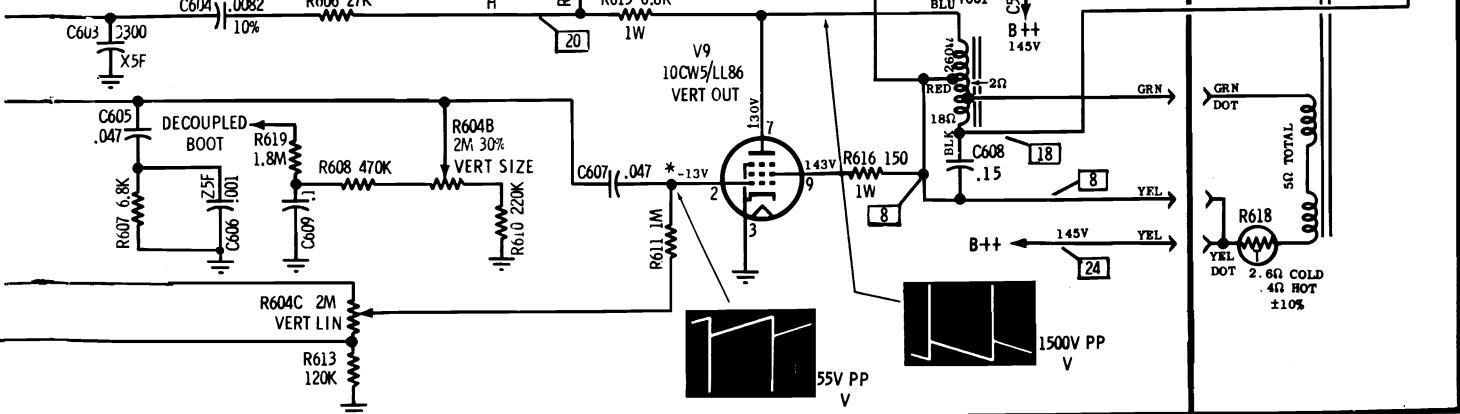 C604 .0082
10%
R606 27K
H
R
R615 6.8K
1W
BLU
B++
145V
C603 3300
X5F
20
V9
10CW5/LL86
VERT OUT
130V
7
260Ω
RED
2Ω
18Ω
BLK
GRN
GRN
DOT
C605
.047
DECOUPLED
BOOT
R619
1.8M
R604B
2M 30%
VERT SIZE
R608 470K
C607 .047
* -13V
2
3
143V
9
R616 150
1W
8
C608
.15
18
8
YEL
5Ω TOTAL
R607 6.8K
Z5F
.001
C606
.1
C609
R610 220K
R611 1M
B++
145V
YEL
24
YEL
DOT
R618
2.6Ω COLD
.4Ω HOT
±10%
R604C 2M
VERT LIN
R613
120K
55V PP
V
1500V PP
V